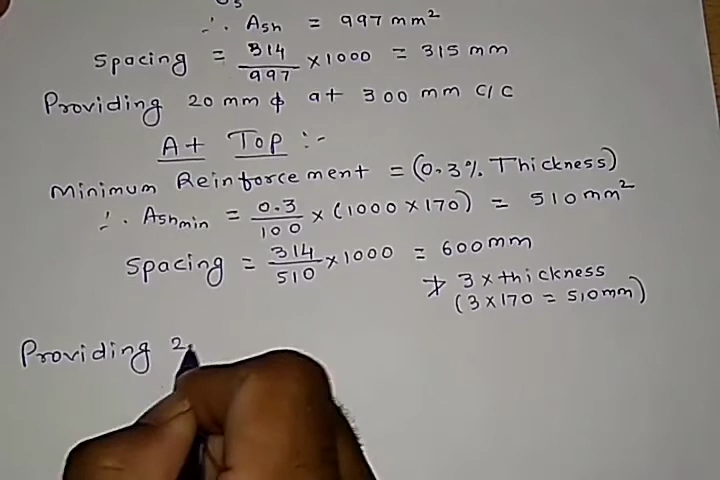 ∴ Ash = 997 mm²
Spacing = 314/997 × 1000 = 315 mm
Providing 20 mm ϕ at 300 mm c/c
At Top :-
Minimum Reinforcement = (0.3% Thickness)
∴ Ashmin = 0.3/100 × (1000 × 170) = 510 mm²
Spacing = 314/510 × 1000 = 600 mm
≯ 3 × thickness
(3 × 170 = 510 mm)
Providing 2